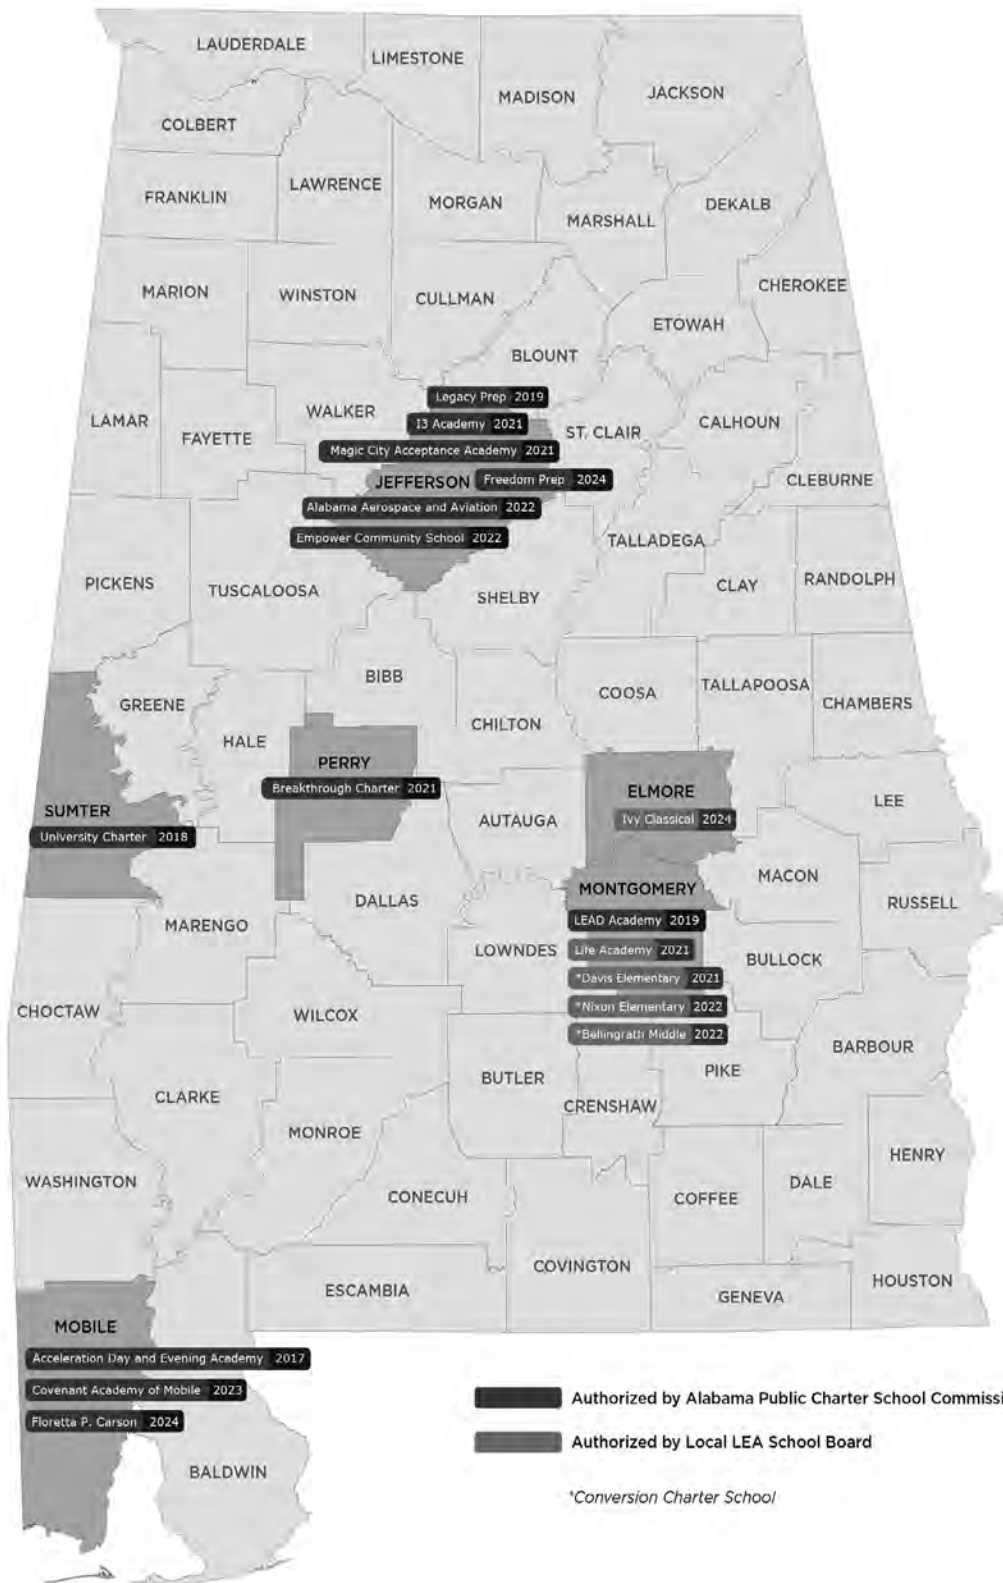 LAUDERDALE
LIMESTONE
MADISON
JACKSON
COLBERT
LAWRENCE
FRANKLIN
MORGAN
MARSHALL
DEKALB
MARION
WINSTON
CULLMAN
CHEROKEE
ETOWAH
BLOUNT
Legacy Prep 2019
LAMAR
WALKER
I3 Academy 2021
ST. CLAIR
CALHOUN
FAYETTE
Magic City Acceptance Academy 2021
JEFFERSON
Freedom Prep 2024
CLEBURNE
Alabama Aerospace and Aviation 2022
Empower Community School 2022
TALLADEGA
PICKENS
TUSCALOOSA
SHELBY
CLAY
RANDOLPH
BIBB
GREENE
COOSA
TALLAPOOSA
CHAMBERS
HALE
CHILTON
PERRY
Breakthrough Charter 2021
ELMORE
LEE
SUMTER
University Charter 2018
AUTAUGA
Ivy Classical 2024
MACON
MONTGOMERY
RUSSELL
DALLAS
MARENGO
LEAD Academy 2019
LOWNDES
Life Academy 2021
BULLOCK
*Davis Elementary 2021
CHOCTAW
WILCOX
*Nixon Elementary 2022
*Bellingrath Middle 2022
BARBOUR
CLARKE
BUTLER
PIKE
CRENSHAW
MONROE
HENRY
WASHINGTON
CONECUH
COFFEE
DALE
COVINGTON
ESCAMBIA
GENEVA
HOUSTON
MOBILE
Acceleration Day and Evening Academy 2017
Covenant Academy of Mobile 2023
Floretta P. Carson 2024
BALDWIN
Authorized by Alabama Public Charter School Commissi
Authorized by Local LEA School Board
*Conversion Charter School